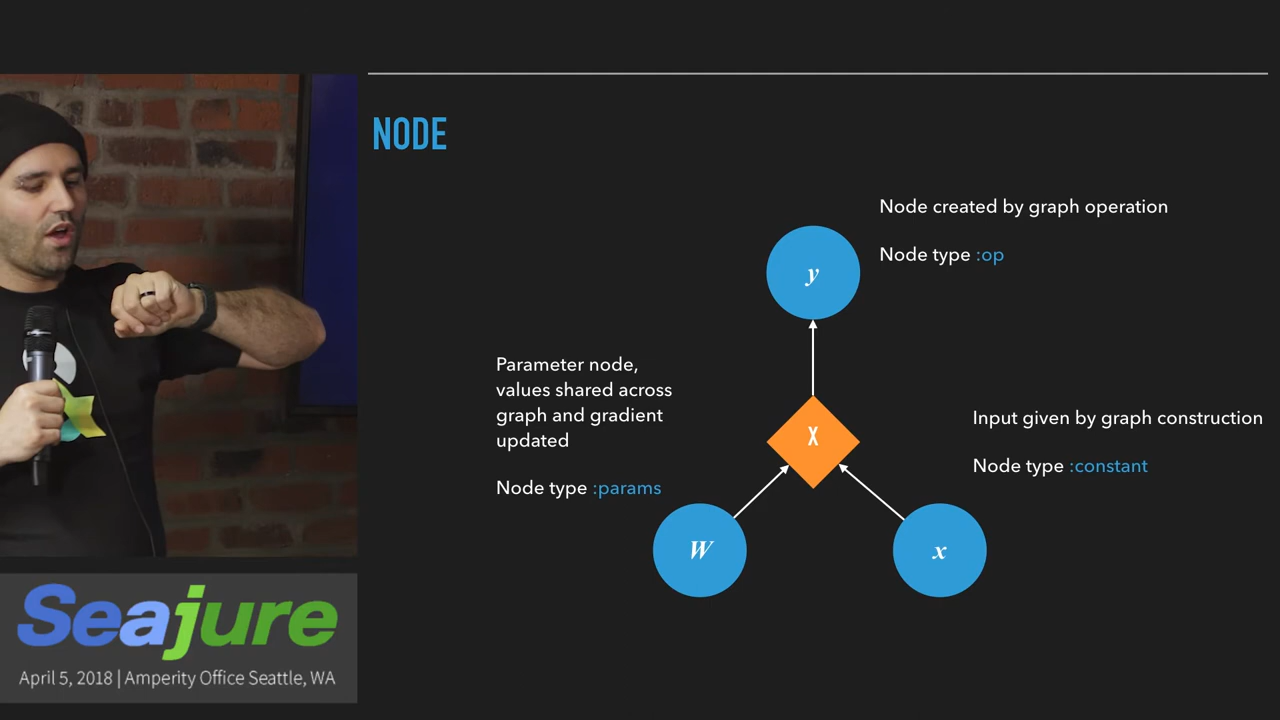 NODE
Node created by graph operation
Node type :op
y
Parameter node,
values shared across
graph and gradient
updated
Node type :params
X
Input given by graph construction
Node type :constant
W
x
Seajure
April 5, 2018 | Amperity Office Seattle, WA